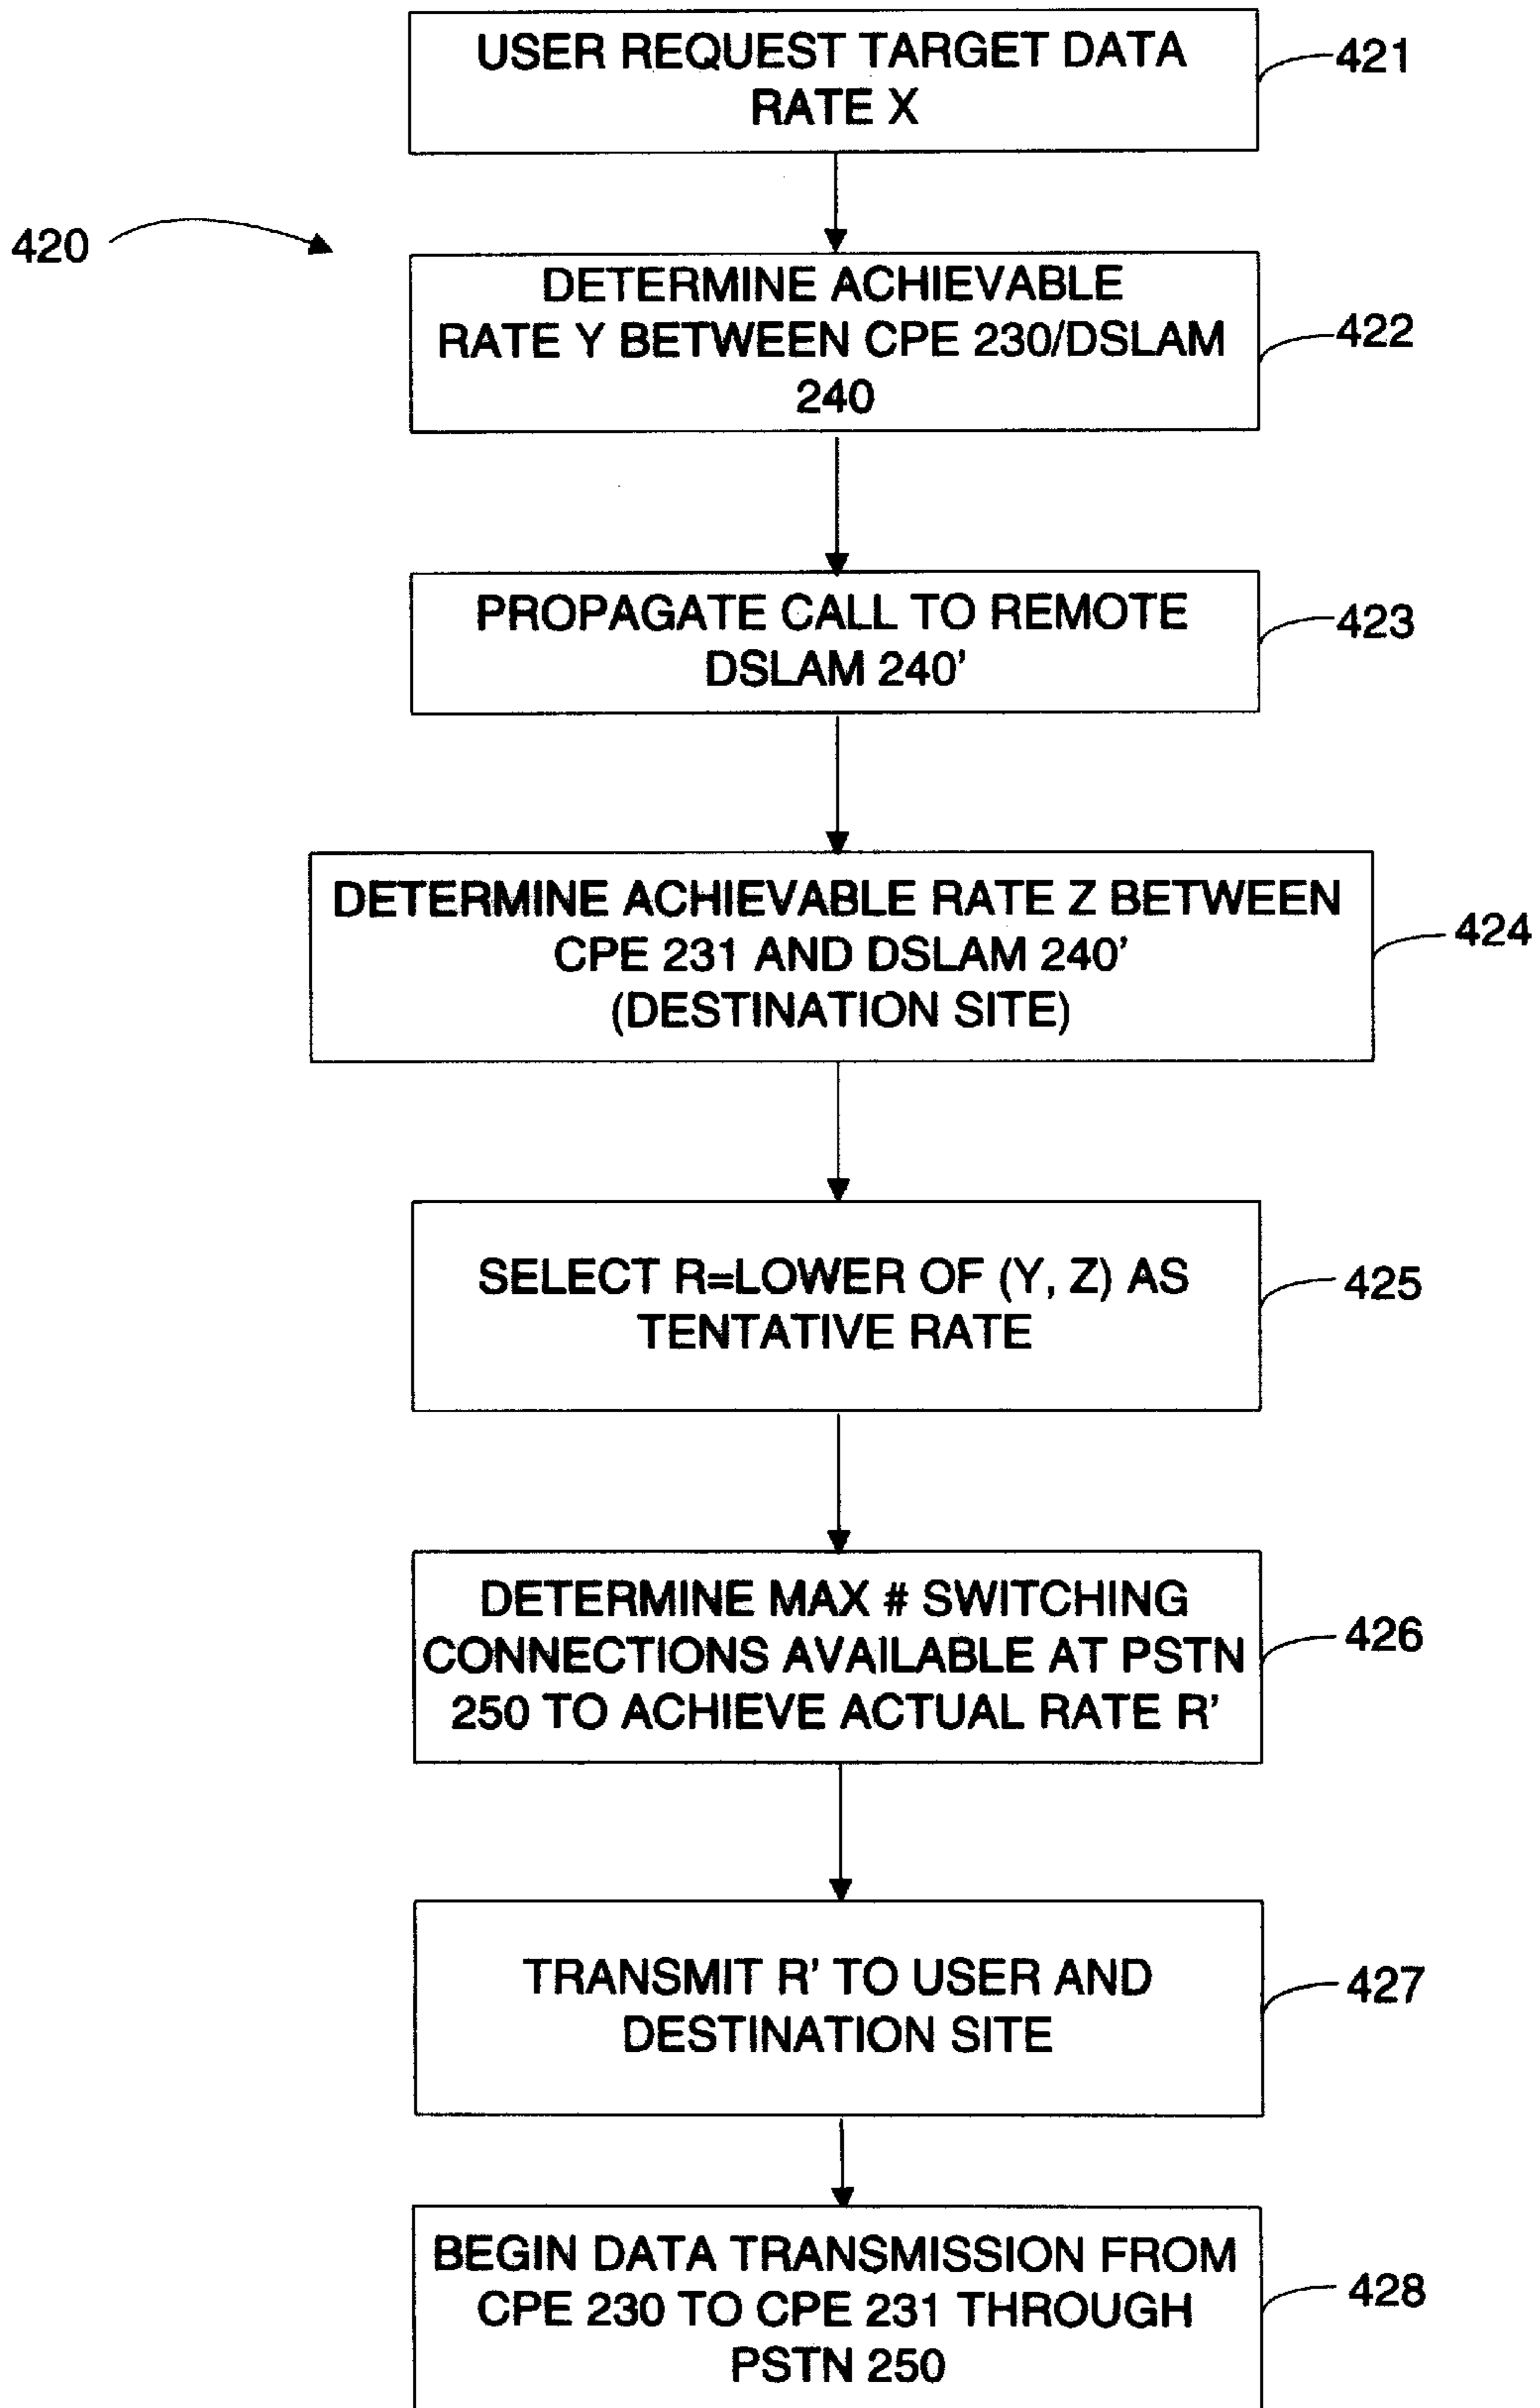 USER REQUEST TARGET DATA
RATE X
421
420
DETERMINE ACHIEVABLE
RATE Y BETWEEN CPE 230/DSLAM
240
422
PROPAGATE CALL TO REMOTE
DSLAM 240'
423
DETERMINE ACHIEVABLE RATE Z BETWEEN
CPE 231 AND DSLAM 240'
(DESTINATION SITE)
424
SELECT R=LOWER OF (Y, Z) AS
TENTATIVE RATE
425
DETERMINE MAX # SWITCHING
CONNECTIONS AVAILABLE AT PSTN
250 TO ACHIEVE ACTUAL RATE R'
426
TRANSMIT R' TO USER AND
DESTINATION SITE
427
BEGIN DATA TRANSMISSION FROM
CPE 230 TO CPE 231 THROUGH
PSTN 250
428